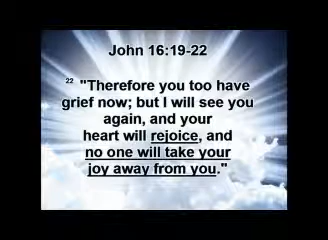 John 16:19-22
22 "Therefore you too have
grief now; but I will see you
again, and your
heart will rejoice, and
no one will take your
joy away from you."